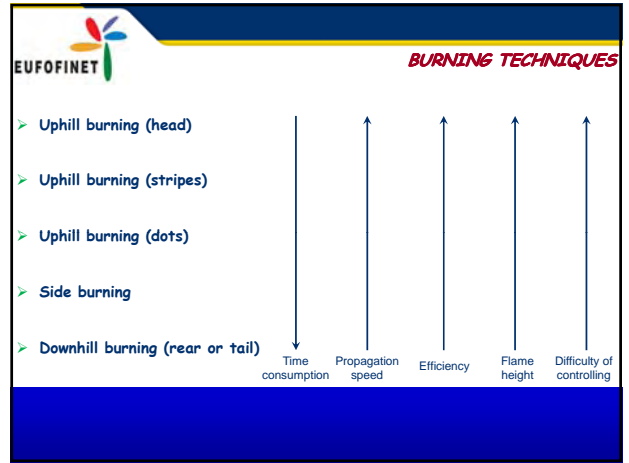 EUFOFINET
BURNING TECHNIQUES
➢ Uphill burning (head)
➢ Uphill burning (stripes)
➢ Uphill burning (dots)
➢ Side burning
➢ Downhill burning (rear or tail)
Time consumption
Propagation speed
Efficiency
Flame height
Difficulty of controlling